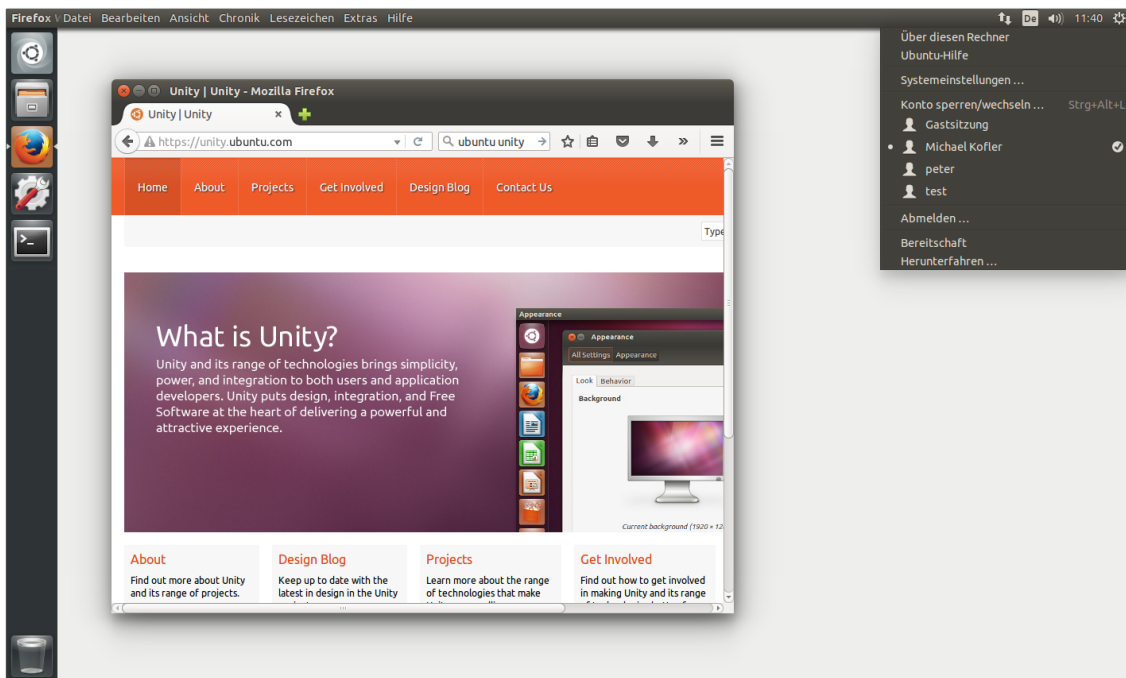 Firefox Datei Bearbeiten Ansicht Chronik Lesezeichen Extras Hilfe
De 11:40
Über diesen Rechner
Ubuntu-Hilfe
Systemeinstellungen …
Konto sperren/wechseln … Strg+Alt+L
Gastsitzung
Michael Kofler
peter
test
Abmelden …
Bereitschaft
Herunterfahren …
Unity | Unity - Mozilla Firefox
Unity | Unity
https://unity.ubuntu.com
ubuntu unity
Home About Projects Get Involved Design Blog Contact Us
Type
What is Unity?
Unity and its range of technologies brings simplicity,
power, and integration to both users and application
developers. Unity puts design, integration, and Free
Software at the heart of delivering a powerful and
attractive experience.
Appearance
Appearance
All Settings Appearance
Look Behavior
Background
Current background (1920 × 12
About
Find out more about Unity
and its range of projects.
Design Blog
Keep up to date with the
latest in design in the Unity
Projects
Learn more about the range
of technologies that make
Get Involved
Find out how to get involved
in making Unity and its range